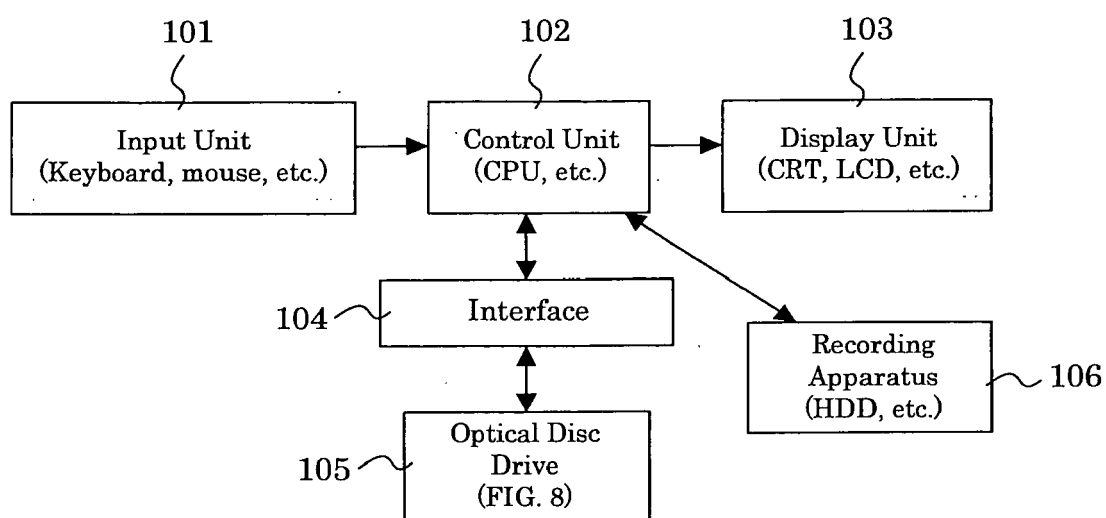 101
102
103
Input Unit
(Keyboard, mouse, etc.)
Control Unit
(CPU, etc.)
Display Unit
(CRT, LCD, etc.)
104
Interface
Recording
Apparatus
(HDD, etc.)
106
105
Optical Disc
Drive
(FIG. 8)